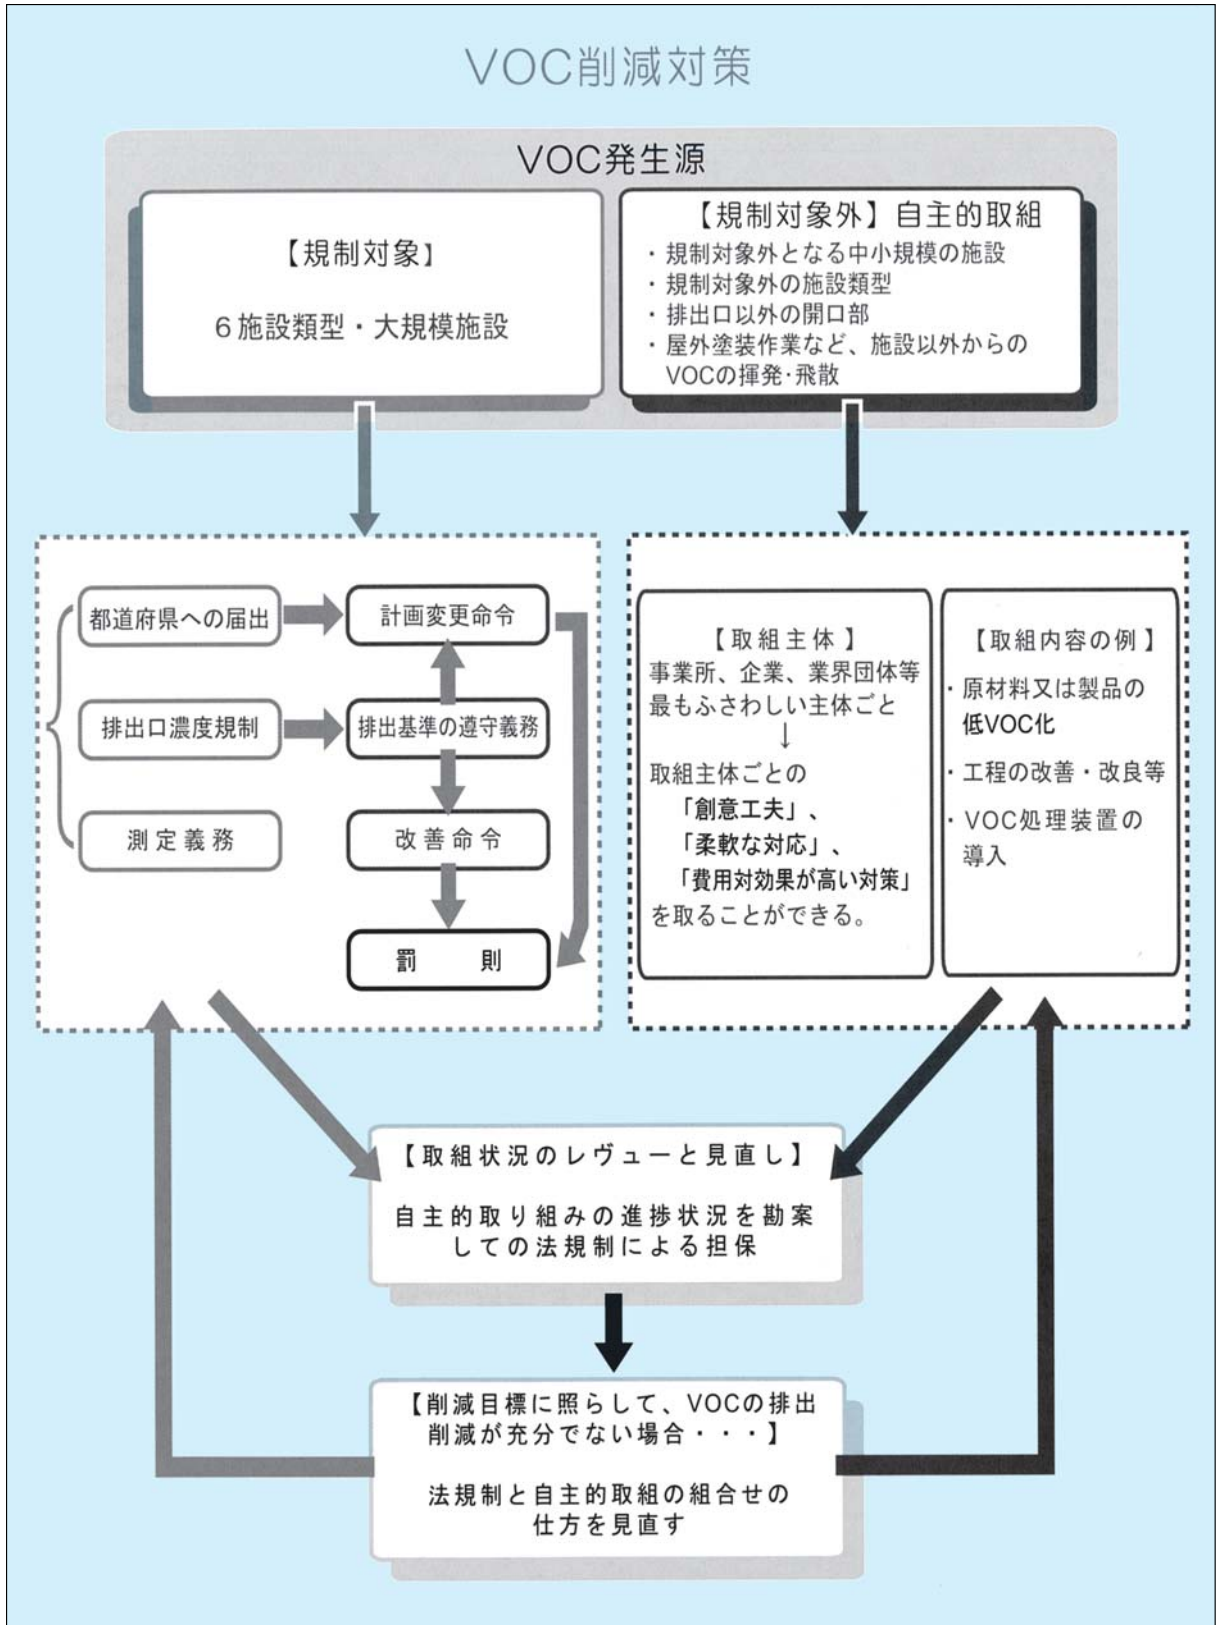 VOC削減対策
VOC発生源
【規制対象】
6施設類型・大規模施設
【規制対象外】自主的取組
・規制対象外となる中小規模の施設
・規制対象外の施設類型
・排出口以外の開口部
・屋外塗装作業など、施設以外からの
VOCの揮発・飛散
都道府県への届出
計画変更命令
排出口濃度規制
排出基準の遵守義務
測定義務
改善命令
罰　則
【取組主体】
事業所、企業、業界団体等
最もふさわしい主体ごと
↓
取組主体ごとの
「創意工夫」、
「柔軟な対応」、
「費用対効果が高い対策」
を取ることができる。
【取組内容の例】
・原材料又は製品の
低VOC化
・工程の改善・改良等
・VOC処理装置の
導入
【取組状況のレヴューと見直し】
自主的取り組みの進捗状況を勘案
しての法規制による担保
【削減目標に照らして、VOCの排出
削減が充分でない場合・・・】
法規制と自主的取組の組合せの
仕方を見直す